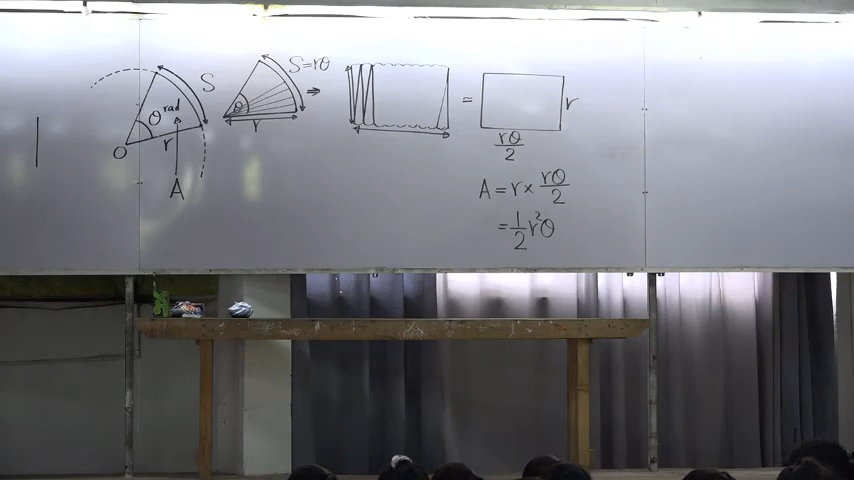 S
θ rad
r
O
A
S=rθ
θ
r
⇒
=
r
rθ/2
A = r × rθ/2
= 1/2 r²θ